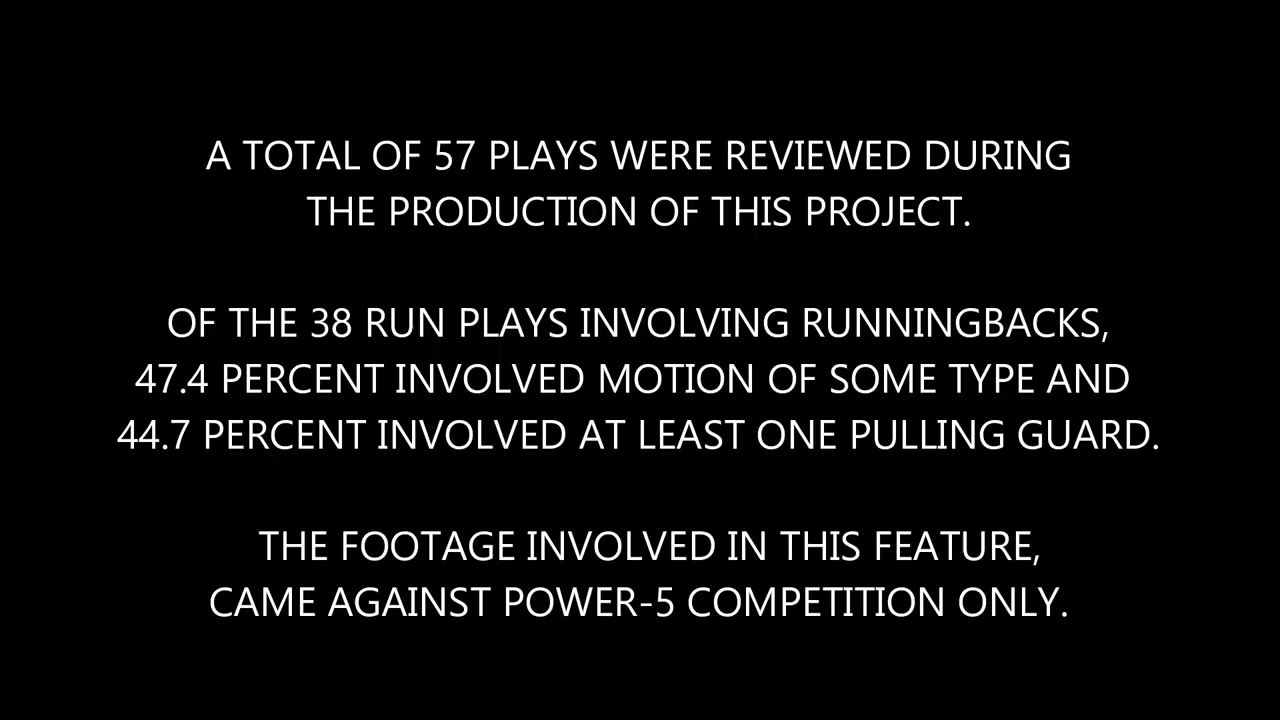 A TOTAL OF 57 PLAYS WERE REVIEWED DURING
THE PRODUCTION OF THIS PROJECT.
OF THE 38 RUN PLAYS INVOLVING RUNNINGBACKS,
47.4 PERCENT INVOLVED MOTION OF SOME TYPE AND
44.7 PERCENT INVOLVED AT LEAST ONE PULLING GUARD.
THE FOOTAGE INVOLVED IN THIS FEATURE,
CAME AGAINST POWER-5 COMPETITION ONLY.